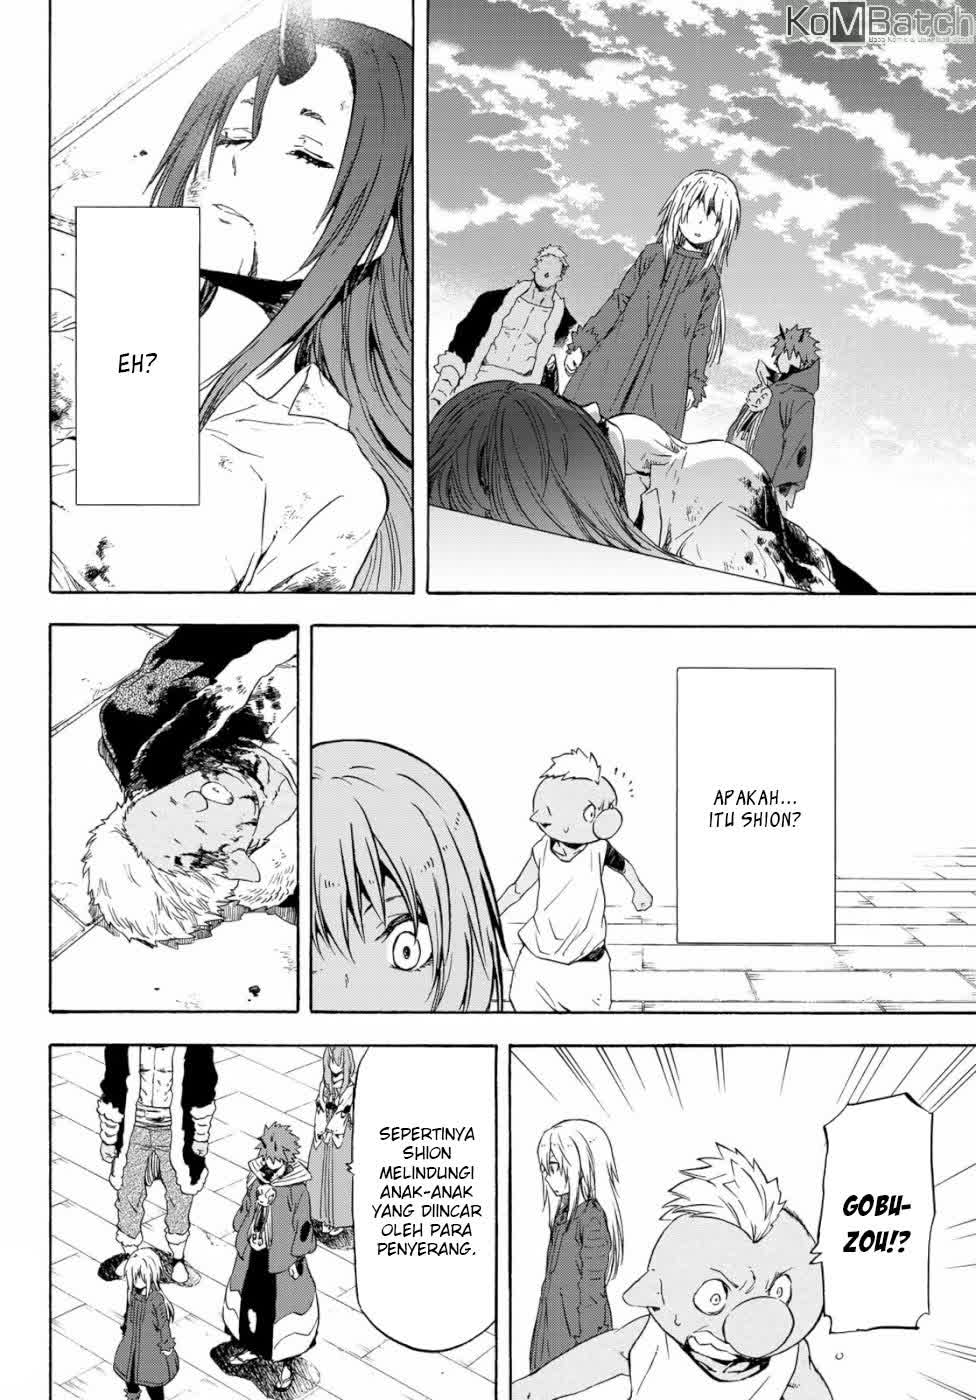 KoMBatch
EH?
APAKAH...
ITU SHION?
GOBU-
ZOU!?
SEPERTINYA
SHION
MELINDUNGI
ANAK-ANAK
YANG DIINCAR
OLEH PARA
PENYERANG.